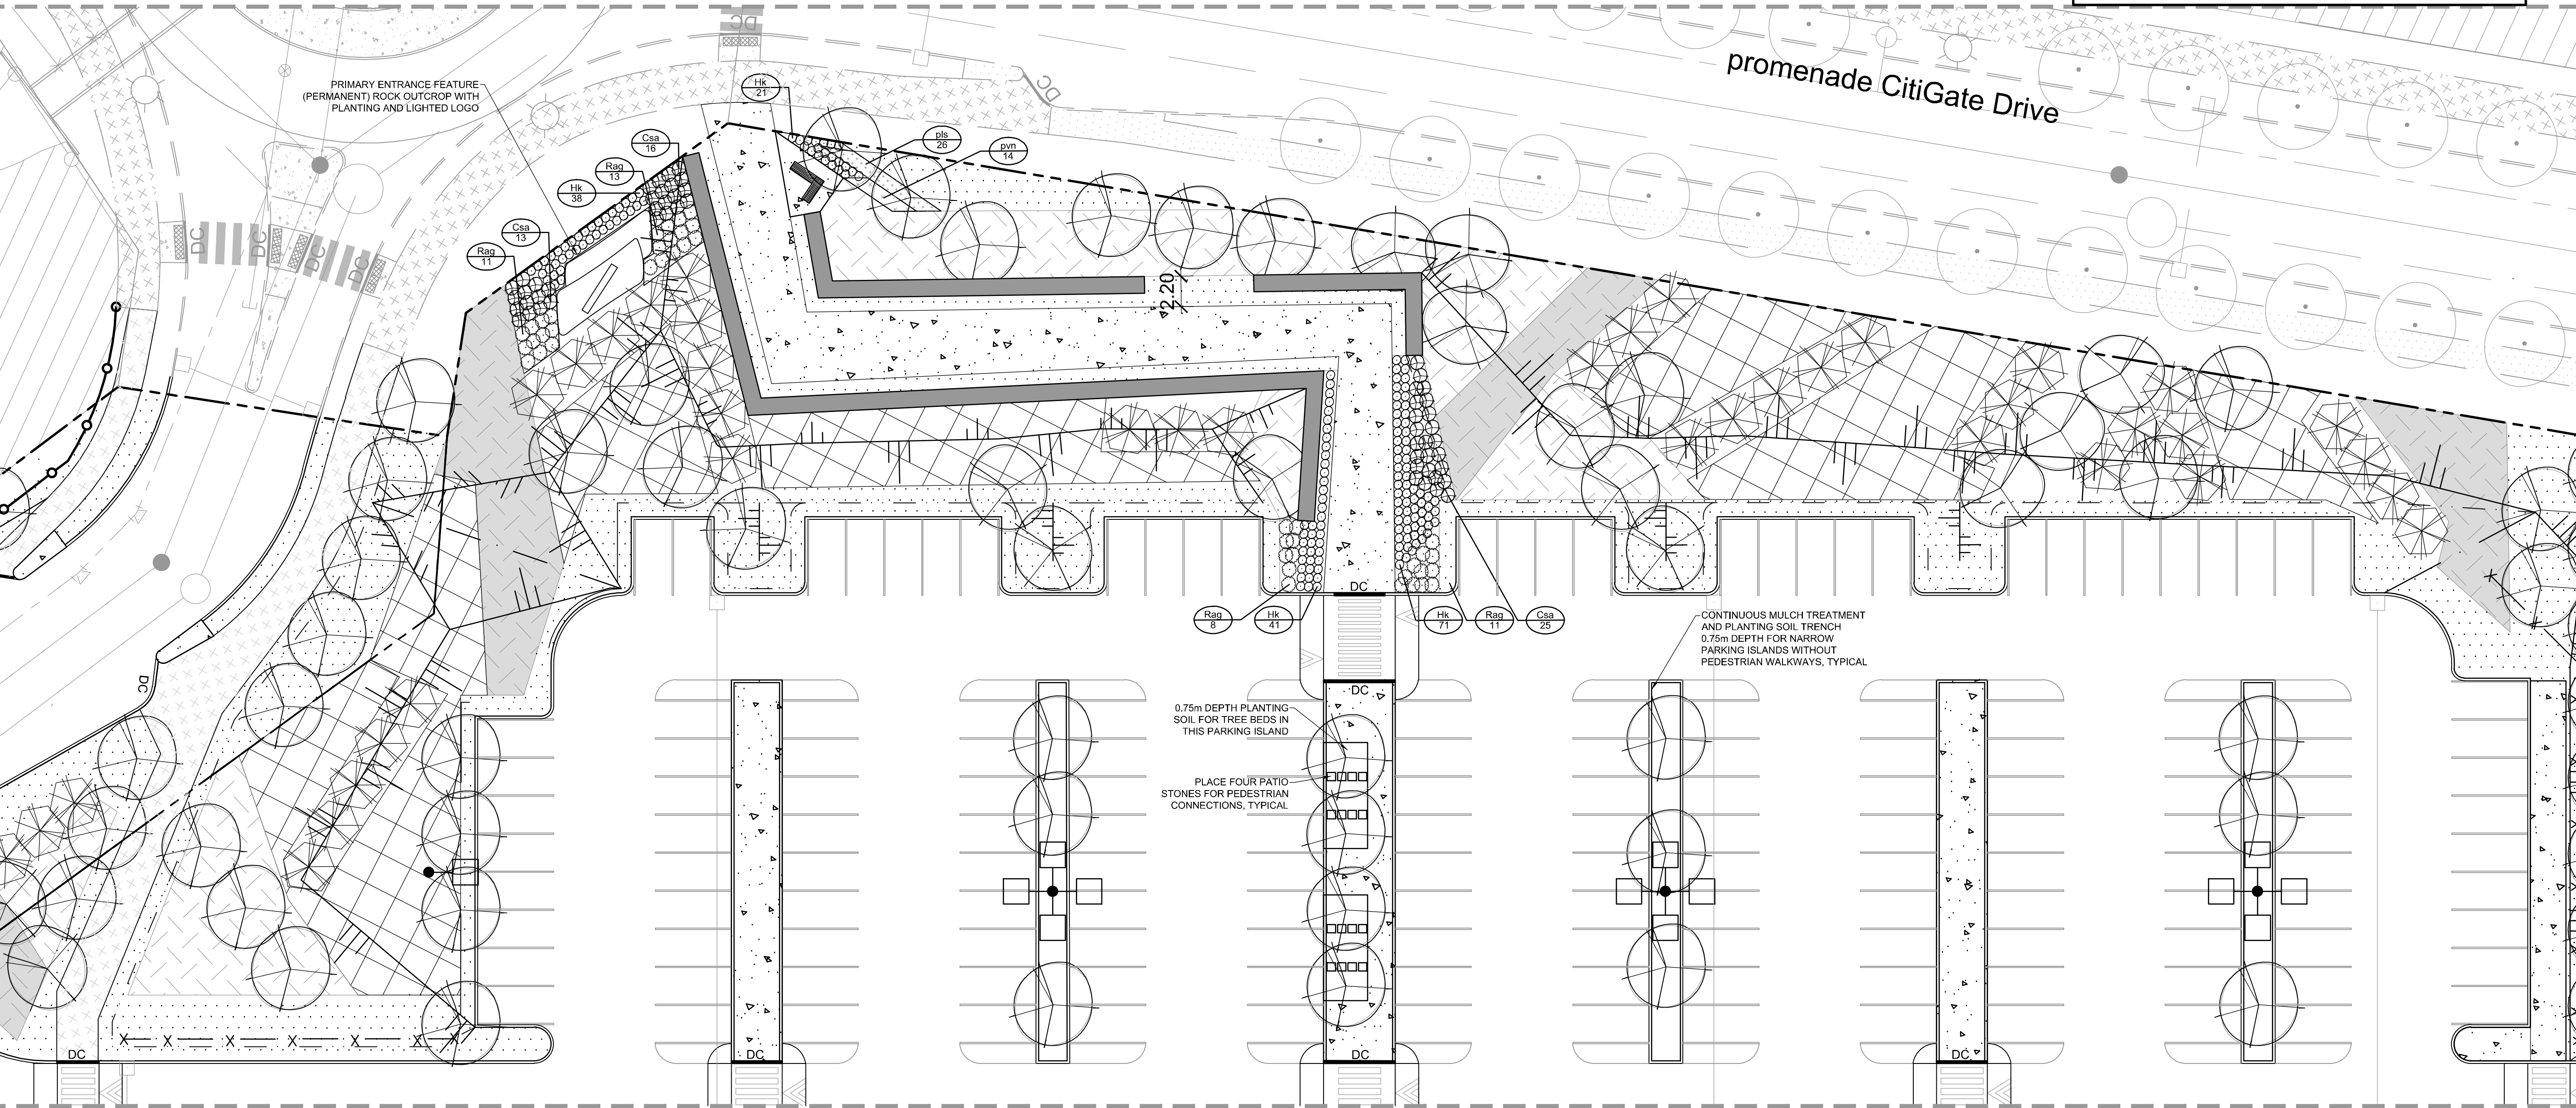 DC
promenade CitiGate Drive
PRIMARY ENTRANCE FEATURE
(PERMANENT) ROCK OUTCROP WITH
PLANTING AND LIGHTED LOGO
Hk
21
DC
Csa
16
pls
26
pvn
14
Rag
13
Hk
38
Csa
13
Rag
11
DC
DC
DC
DC
2.20
DC
Rag
8
Hk
41
Hk
71
Rag
11
Csa
25
CONTINUOUS MULCH TREATMENT
AND PLANTING SOIL TRENCH
0.75m DEPTH FOR NARROW
PARKING ISLANDS WITHOUT
PEDESTRIAN WALKWAYS, TYPICAL
DC
DC
0.75m DEPTH PLANTING
SOIL FOR TREE BEDS IN
THIS PARKING ISLAND
PLACE FOUR PATIO
STONES FOR PEDESTRIAN
CONNECTIONS, TYPICAL
X X X X X X
DC
DC
DC
DC